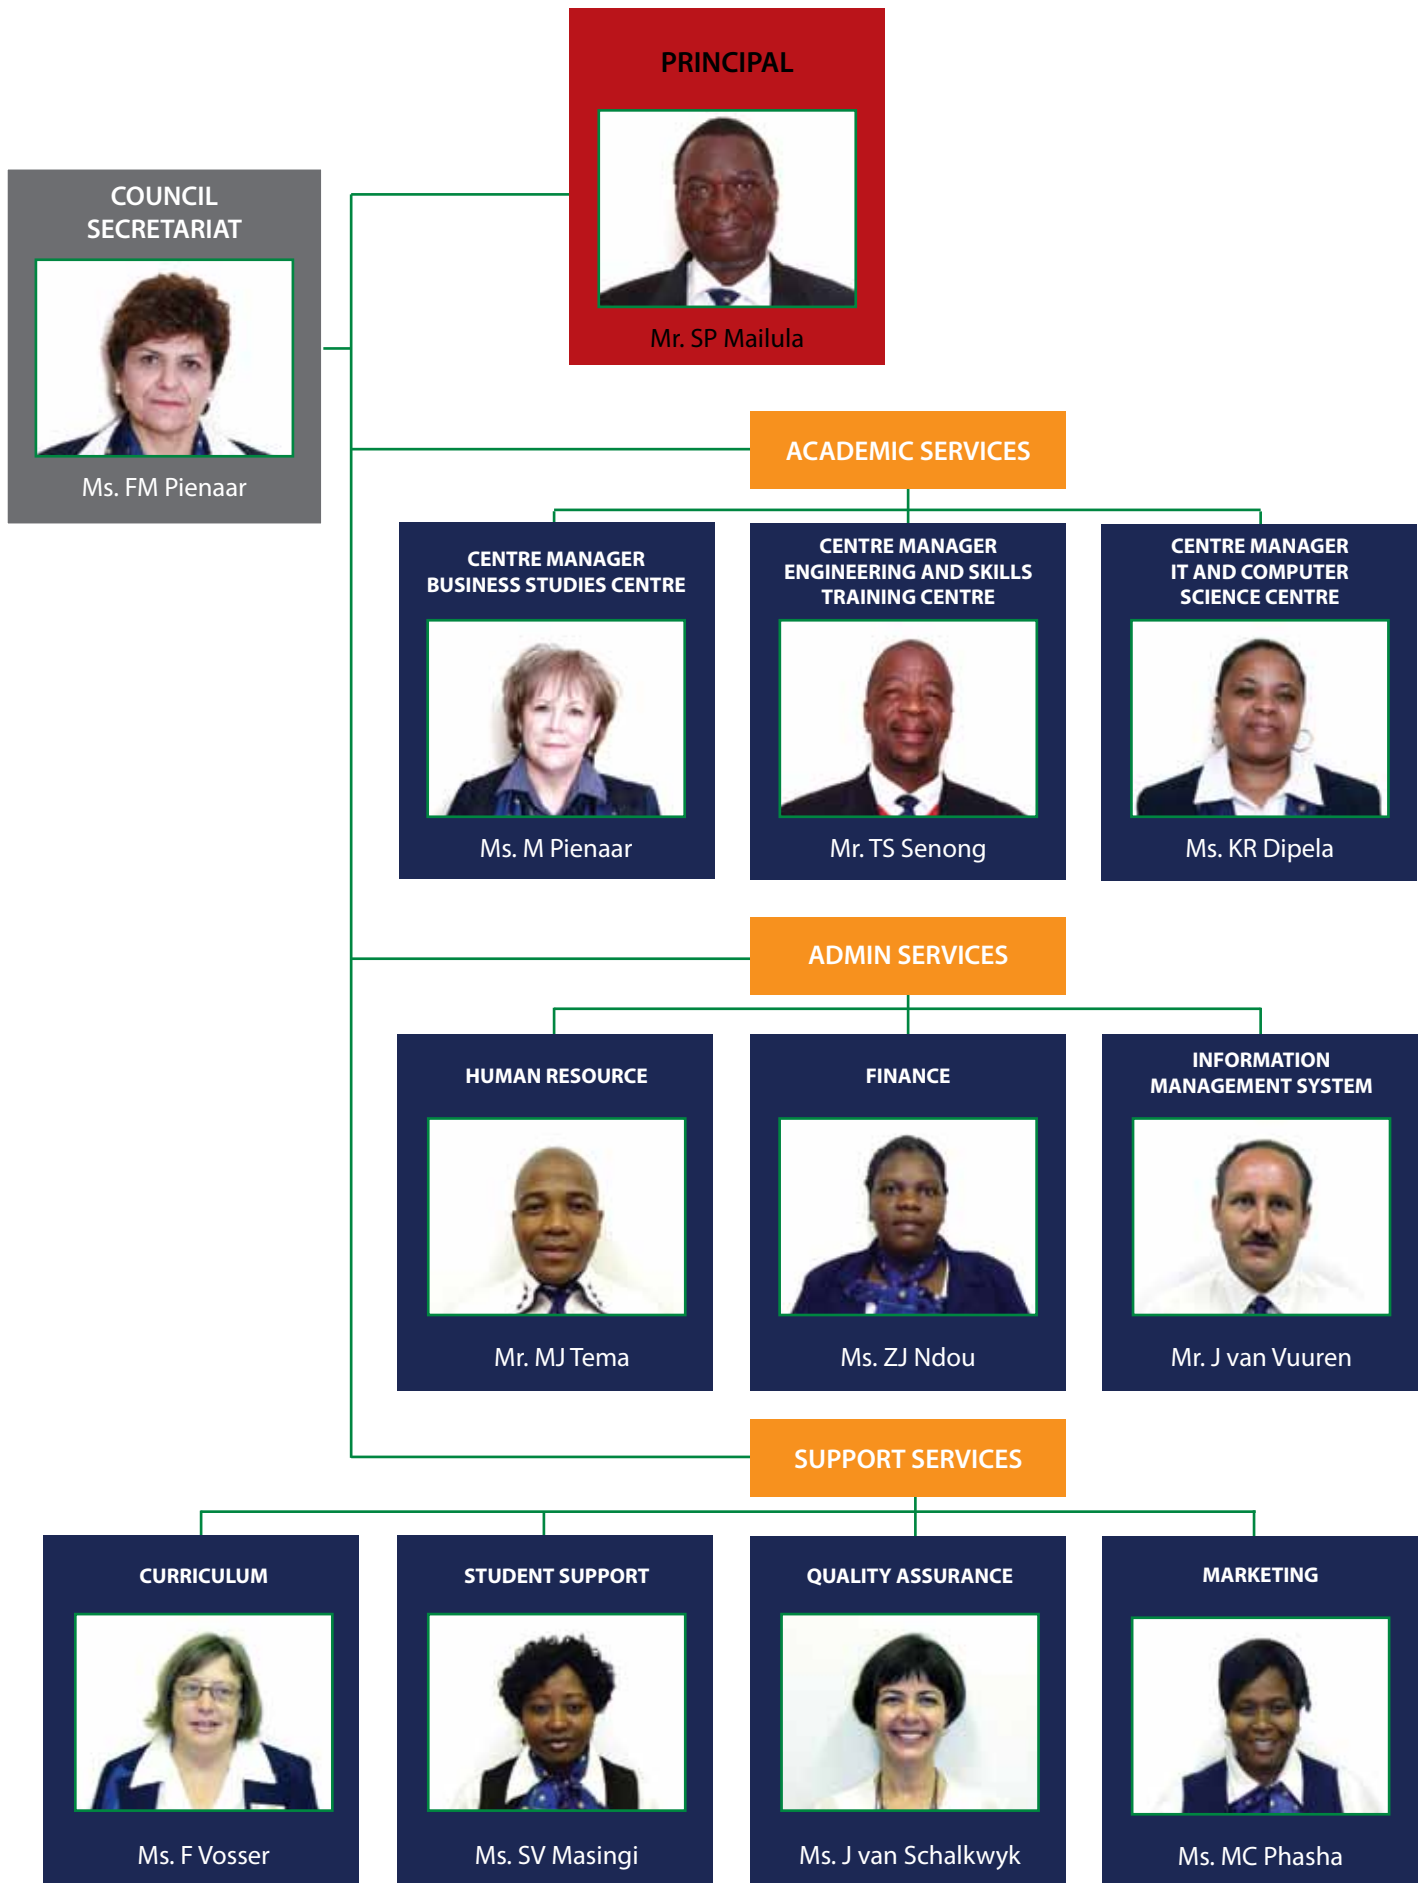 PRINCIPAL
Mr. SP Mailula
COUNCIL
SECRETARIAT
Ms. FM Pienaar
ACADEMIC SERVICES
CENTRE MANAGER
BUSINESS STUDIES CENTRE
Ms. M Pienaar
CENTRE MANAGER
ENGINEERING AND SKILLS
TRAINING CENTRE
Mr. TS Senong
CENTRE MANAGER
IT AND COMPUTER
SCIENCE CENTRE
Ms. KR Dipela
ADMIN SERVICES
HUMAN RESOURCE
Mr. MJ Tema
FINANCE
Ms. ZJ Ndou
INFORMATION
MANAGEMENT SYSTEM
Mr. J van Vuuren
SUPPORT SERVICES
CURRICULUM
Ms. F Vosser
STUDENT SUPPORT
Ms. SV Masingi
QUALITY ASSURANCE
Ms. J van Schalkwyk
MARKETING
Ms. MC Phasha